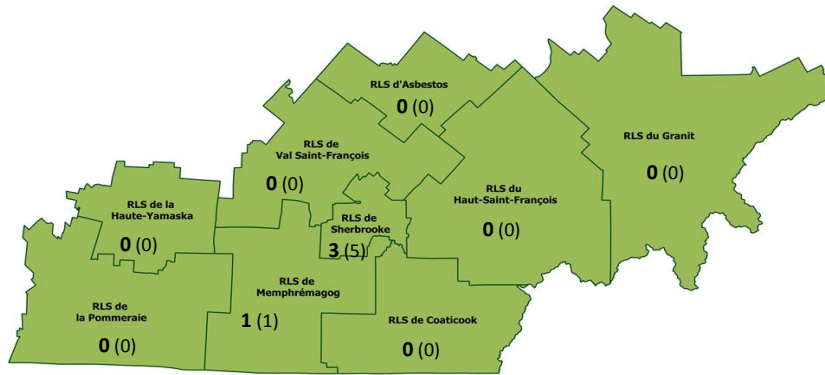 RLS d'Asbestos
0 (0)
RLS du Granit
0 (0)
RLS de
Val Saint-François
0 (0)
RLS du
Haut-Saint-François
0 (0)
RLS de la
Haute-Yamaska
0 (0)
RLS de
Sherbrooke
3 (5)
RLS de
Memphrémagog
1 (1)
RLS de
la Pommeraie
0 (0)
RLS de Coaticook
0 (0)